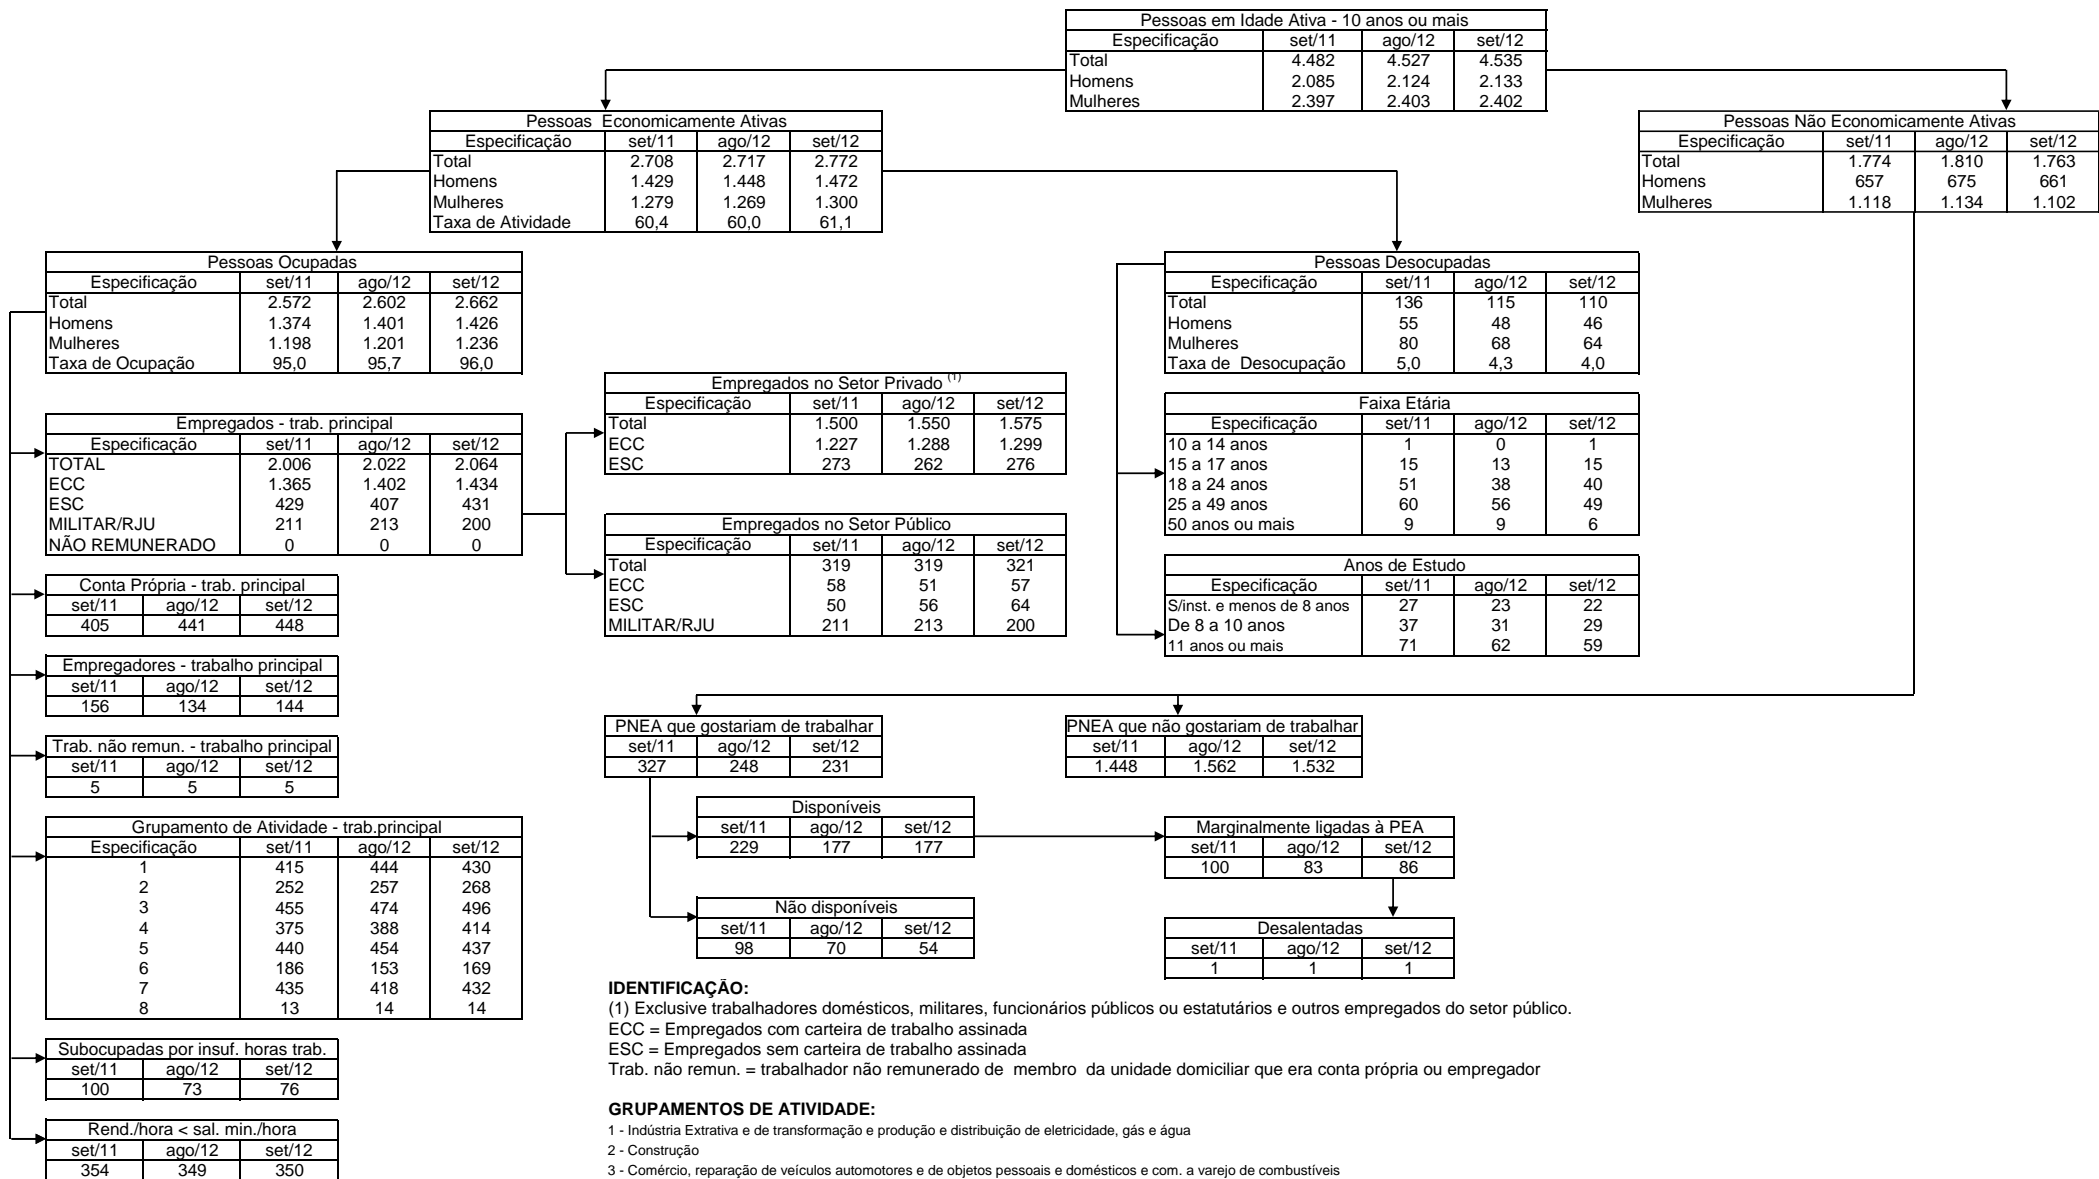 Pessoas em Idade Ativa - 10 anos ou mais
Especificação set/11 ago/12 set/12
Total 4.482 4.527 4.535
Homens 2.085 2.124 2.133
Mulheres 2.397 2.403 2.402
Pessoas Economicamente Ativas
Especificação set/11 ago/12 set/12
Total 2.708 2.717 2.772
Homens 1.429 1.448 1.472
Mulheres 1.279 1.269 1.300
Taxa de Atividade 60,4 60,0 61,1
Pessoas Não Economicamente Ativas
Especificação set/11 ago/12 set/12
Total 1.774 1.810 1.763
Homens 657 675 661
Mulheres 1.118 1.134 1.102
Pessoas Ocupadas
Especificação set/11 ago/12 set/12
Total 2.572 2.602 2.662
Homens 1.374 1.401 1.426
Mulheres 1.198 1.201 1.236
Taxa de Ocupação 95,0 95,7 96,0
Pessoas Desocupadas
Especificação set/11 ago/12 set/12
Total 136 115 110
Homens 55 48 46
Mulheres 80 68 64
Taxa de Desocupação 5,0 4,3 4,0
Empregados - trab. principal
Especificação set/11 ago/12 set/12
TOTAL 2.006 2.022 2.064
ECC 1.365 1.402 1.434
ESC 429 407 431
MILITAR/RJU 211 213 200
NÃO REMUNERADO 0 0 0
Empregados no Setor Privado (1)
Especificação set/11 ago/12 set/12
Total 1.500 1.550 1.575
ECC 1.227 1.288 1.299
ESC 273 262 276
Empregados no Setor Público
Especificação set/11 ago/12 set/12
Total 319 319 321
ECC 58 51 57
ESC 50 56 64
MILITAR/RJU 211 213 200
Faixa Etária
Especificação set/11 ago/12 set/12
10 a 14 anos 1 0 1
15 a 17 anos 15 13 15
18 a 24 anos 51 38 40
25 a 49 anos 60 56 49
50 anos ou mais 9 9 6
Anos de Estudo
Especificação set/11 ago/12 set/12
S/inst. e menos de 8 anos 27 23 22
De 8 a 10 anos 37 31 29
11 anos ou mais 71 62 59
Conta Própria - trab. principal
set/11 ago/12 set/12
405 441 448
Empregadores - trabalho principal
set/11 ago/12 set/12
156 134 144
Trab. não remun. - trabalho principal
set/11 ago/12 set/12
5 5 5
PNEA que gostariam de trabalhar
set/11 ago/12 set/12
327 248 231
PNEA que não gostariam de trabalhar
set/11 ago/12 set/12
1.448 1.562 1.532
Disponíveis
set/11 ago/12 set/12
229 177 177
Marginalmente ligadas à PEA
set/11 ago/12 set/12
100 83 86
Não disponíveis
set/11 ago/12 set/12
98 70 54
Desalentadas
set/11 ago/12 set/12
1 1 1
Grupamento de Atividade - trab.principal
Especificação set/11 ago/12 set/12
1 415 444 430
2 252 257 268
3 455 474 496
4 375 388 414
5 440 454 437
6 186 153 169
7 435 418 432
8 13 14 14
Subocupadas por insuf. horas trab.
set/11 ago/12 set/12
100 73 76
Rend./hora < sal. min./hora
set/11 ago/12 set/12
354 349 350
IDENTIFICAÇÃO:
(1) Exclusive trabalhadores domésticos, militares, funcionários públicos ou estatutários e outros empregados do setor público.
ECC = Empregados com carteira de trabalho assinada
ESC = Empregados sem carteira de trabalho assinada
Trab. não remun. = trabalhador não remunerado de membro da unidade domiciliar que era conta própria ou empregador
GRUPAMENTOS DE ATIVIDADE:
1 - Indústria Extrativa e de transformação e produção e distribuição de eletricidade, gás e água
2 - Construção
3 - Comércio, reparação de veículos automotores e de objetos pessoais e domésticos e com. a varejo de combustíveis